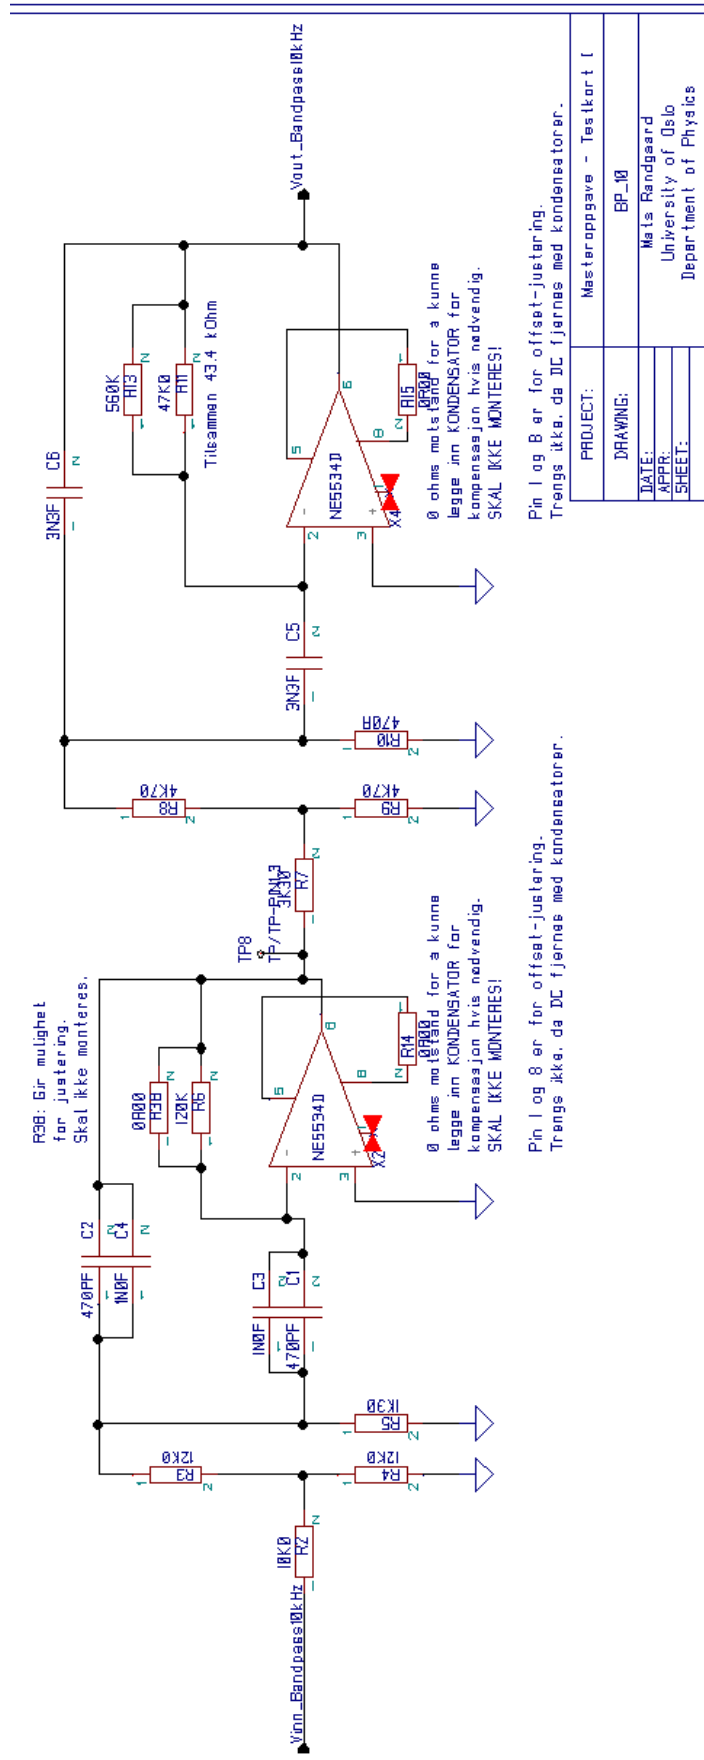 Vinn_Bandpass10kHz
10K0
R2
12K0
R3
12K0
R4
1K30
R5
470PF
C2
C4
1N0F
C3
1N0F
C1
470PF
R38: Gir mulighet
for justering.
Skal ikke monteres.
0R00
R38
120K
R6
NE5534D
X2
R14
0R00
0 ohms motstand for a kunne
legge inn KONDENSATOR for
kompensasjon hvis nødvendig.
SKAL IKKE MONTERES!
Pin 1 og 8 er for offset-justering.
Trengs ikke, da DC fjernes med kondensatorer.
TP8
R7
3K30
4K70
R8
4K70
R9
470R
R10
C6
3N3F
C5
3N3F
560K
R13
47K0
R11
Tilsammen 43.4 kOhm
NE5534D
X4
R15
0R00
0 ohms motstand for a kunne
legge inn KONDENSATOR for
kompensasjon hvis nødvendig.
SKAL IKKE MONTERES!
Pin 1 og 8 er for offset-justering.
Trengs ikke, da DC fjernes med kondensatorer.
Vout_Bandpass10kHz
PROJECT: Masteroppgave - Testkort 1
DRAWING: BP_10
DATE: Mats Randgaard
APPR: University of Oslo
SHEET: Department of Physics